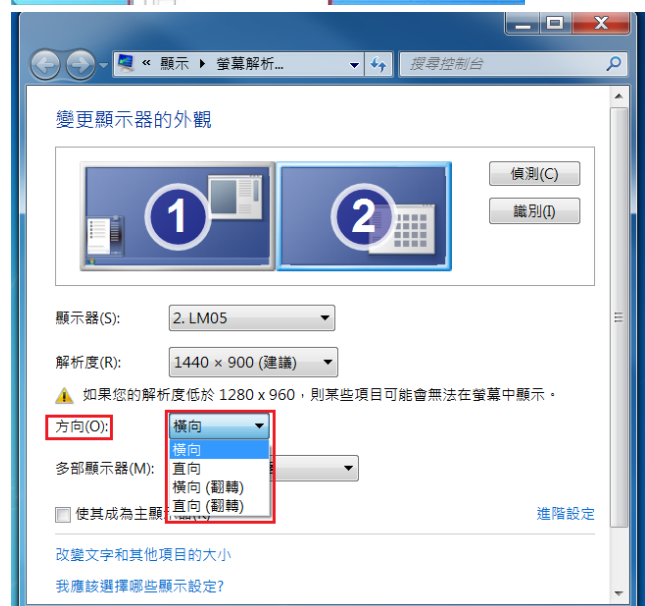 « 顯示 ▸ 螢幕解析...
搜尋控制台
變更顯示器的外觀
1
2
偵測(C)
識別(I)
顯示器(S): 2. LM05
解析度(R): 1440 × 900 (建議)
如果您的解析度低於 1280 x 960，則某些項目可能會無法在螢幕中顯示。
方向(O): 橫向
橫向
多部顯示器(M): 直向
橫向 (翻轉)
直向 (翻轉)
使其成為主顯
進階設定
改變文字和其他項目的大小
我應該選擇哪些顯示設定?